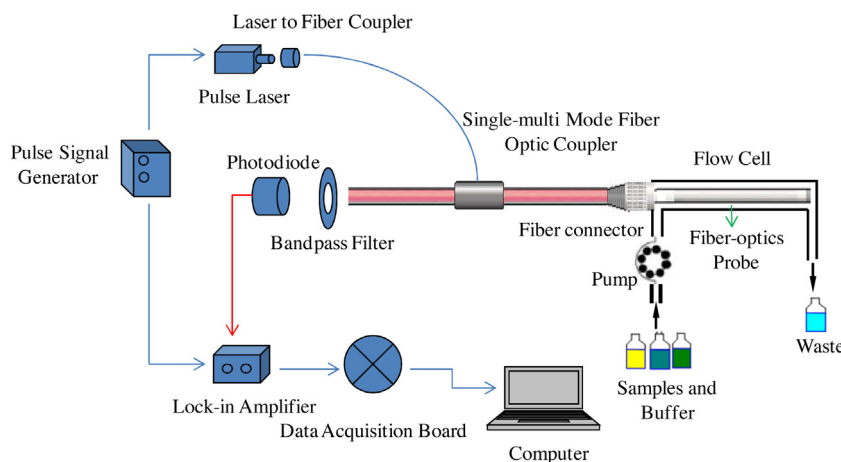 Laser to Fiber Coupler
Pulse Laser
Single-multi Mode Fiber
Optic Coupler
Pulse Signal
Generator
Photodiode
Flow Cell
Bandpass Filter
Fiber connector
Fiber-optics
Probe
Pump
Waste
Samples and
Buffer
Lock-in Amplifier
Data Acquisition Board
Computer